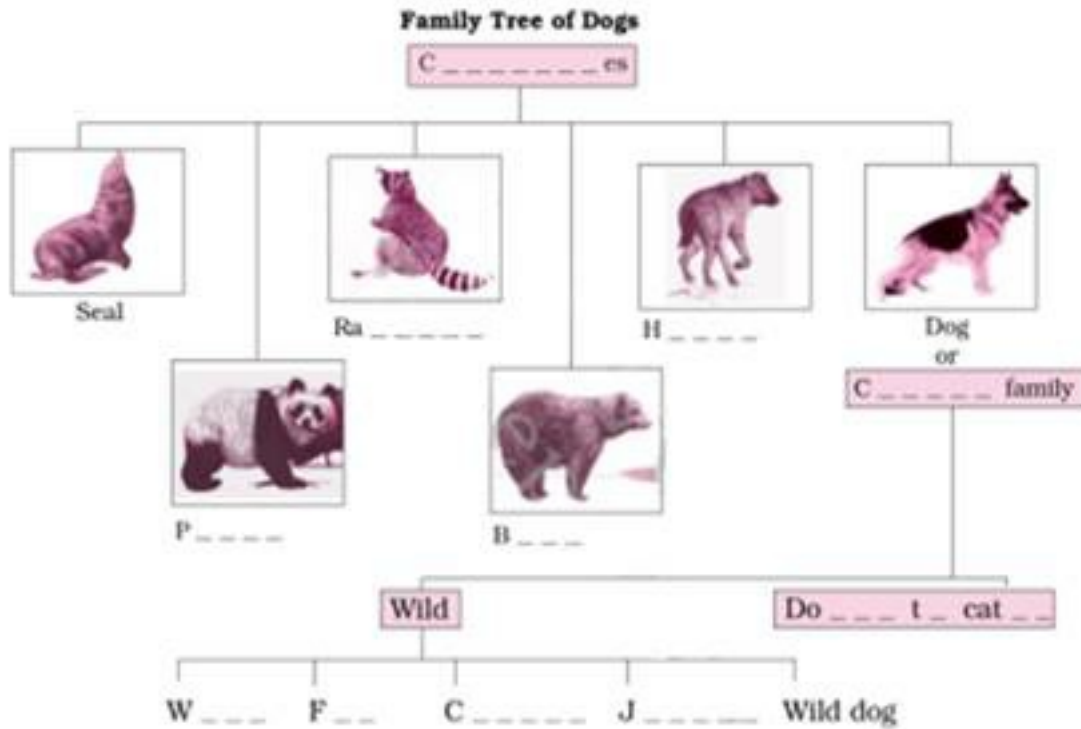 Family Tree of Dogs
C _ _ _ _ _ _ _ es
Seal
Ra _ _ _ _ _
H _ _ _ _
Dog
or
C _ _ _ _ _ family
P _ _ _ _
B _ _ _
Wild
Do _ _ _ t _ cat _ _
W _ _ _
F _ _
C _ _ _ _ _
J _ _ _ _ _
Wild dog